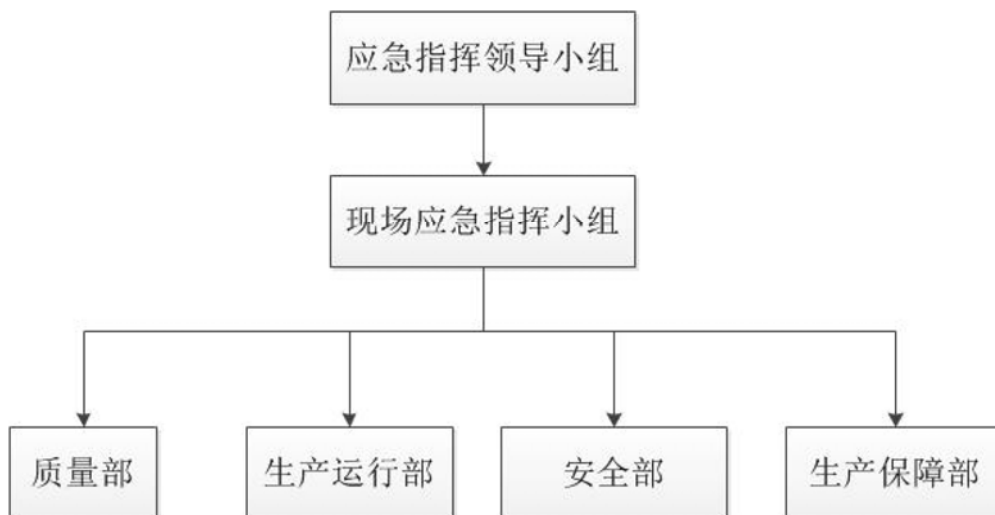 应急指挥领导小组
现场应急指挥小组
质量部
生产运行部
安全部
生产保障部